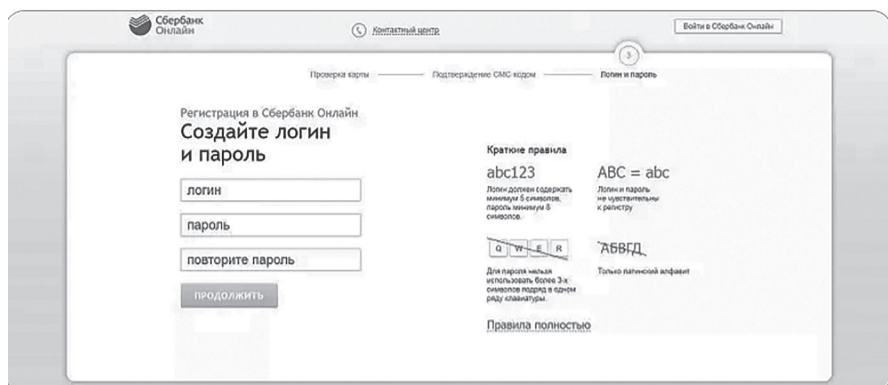 Сбербанк
Онлайн
Контактный центр
Войти в Сбербанк Онлайн
3
Проверка карты
Подтверждение СМС-кодом
Логин и пароль
Регистрация в Сбербанк Онлайн
Создайте логин
и пароль
логин
пароль
повторите пароль
ПРОДОЛЖИТЬ
Краткие правила
abc123
Логин должен содержать
минимум 5 символов,
пароль минимум 8
символов.
ABC = abc
Логин и пароль
не чувствительны
к регистру
Q W E R
Для пароля нельзя
использовать более 3-х
символов подряд в одном
ряду клавиатуры.
АБВГД
Только латинский алфавит
Правила полностью